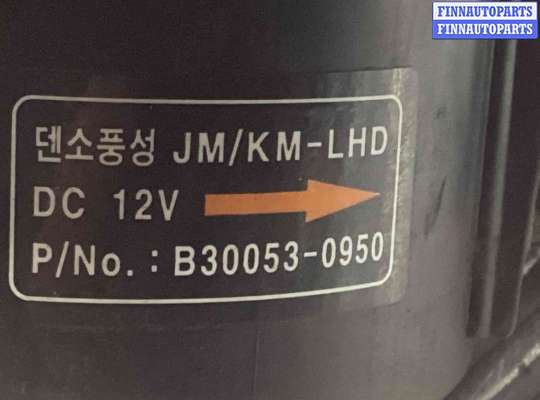 FINNAUTOPARTS
FINNAUTOPARTS
덴소풍성 JM/KM-LHD
DC 12V
P/No. : B30053-0950